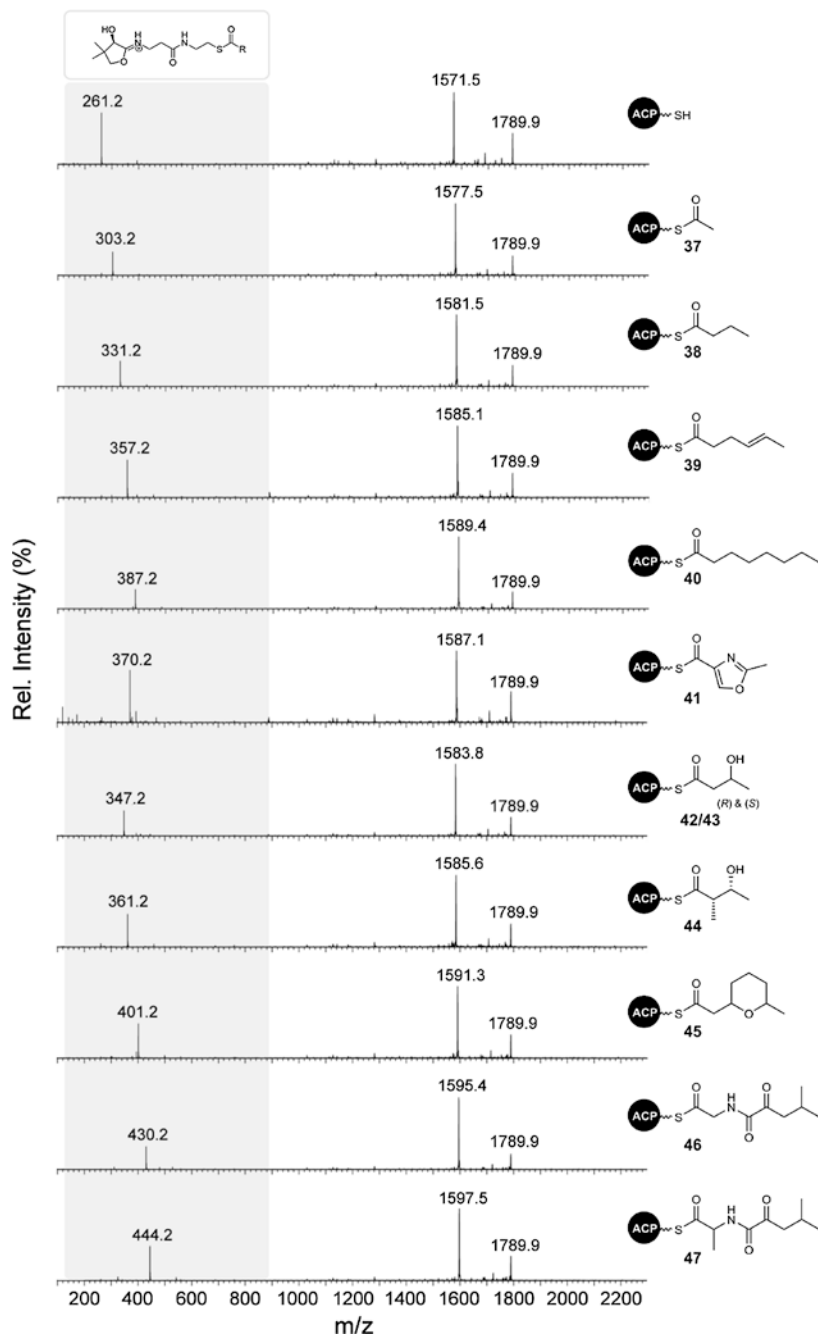 HO
H
N
⊕
O
O
N
H
S
O
R
261.2
1571.5
1789.9
ACP
SH
303.2
1577.5
1789.9
ACP
S
O
37
331.2
1581.5
1789.9
ACP
S
O
38
357.2
1585.1
1789.9
ACP
S
O
39
387.2
1589.4
1789.9
ACP
S
O
40
370.2
1587.1
1789.9
ACP
S
O
N
O
41
347.2
1583.8
1789.9
ACP
S
O
OH
(R) & (S)
42/43
361.2
1585.6
1789.9
ACP
S
O
OH
44
401.2
1591.3
1789.9
ACP
S
O
O
45
430.2
1595.4
1789.9
ACP
S
O
H
N
O
O
46
444.2
1597.5
1789.9
ACP
S
O
H
N
O
O
47
Rel. Intensity (%)
200 400 600 800 1000 1200 1400 1600 1800 2000 2200
m/z